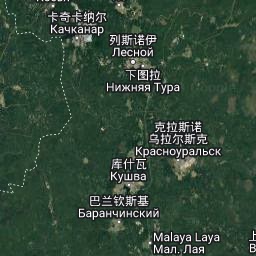 卡奇卡纳尔
Качканар
列斯诺伊
Лесной
下图拉
Нижняя Тура
克拉斯诺
乌拉尔斯克
Красноуральск
库什瓦
Кушва
巴兰钦斯基
Баранчинский
Malaya Laya
Мал. Лая
上